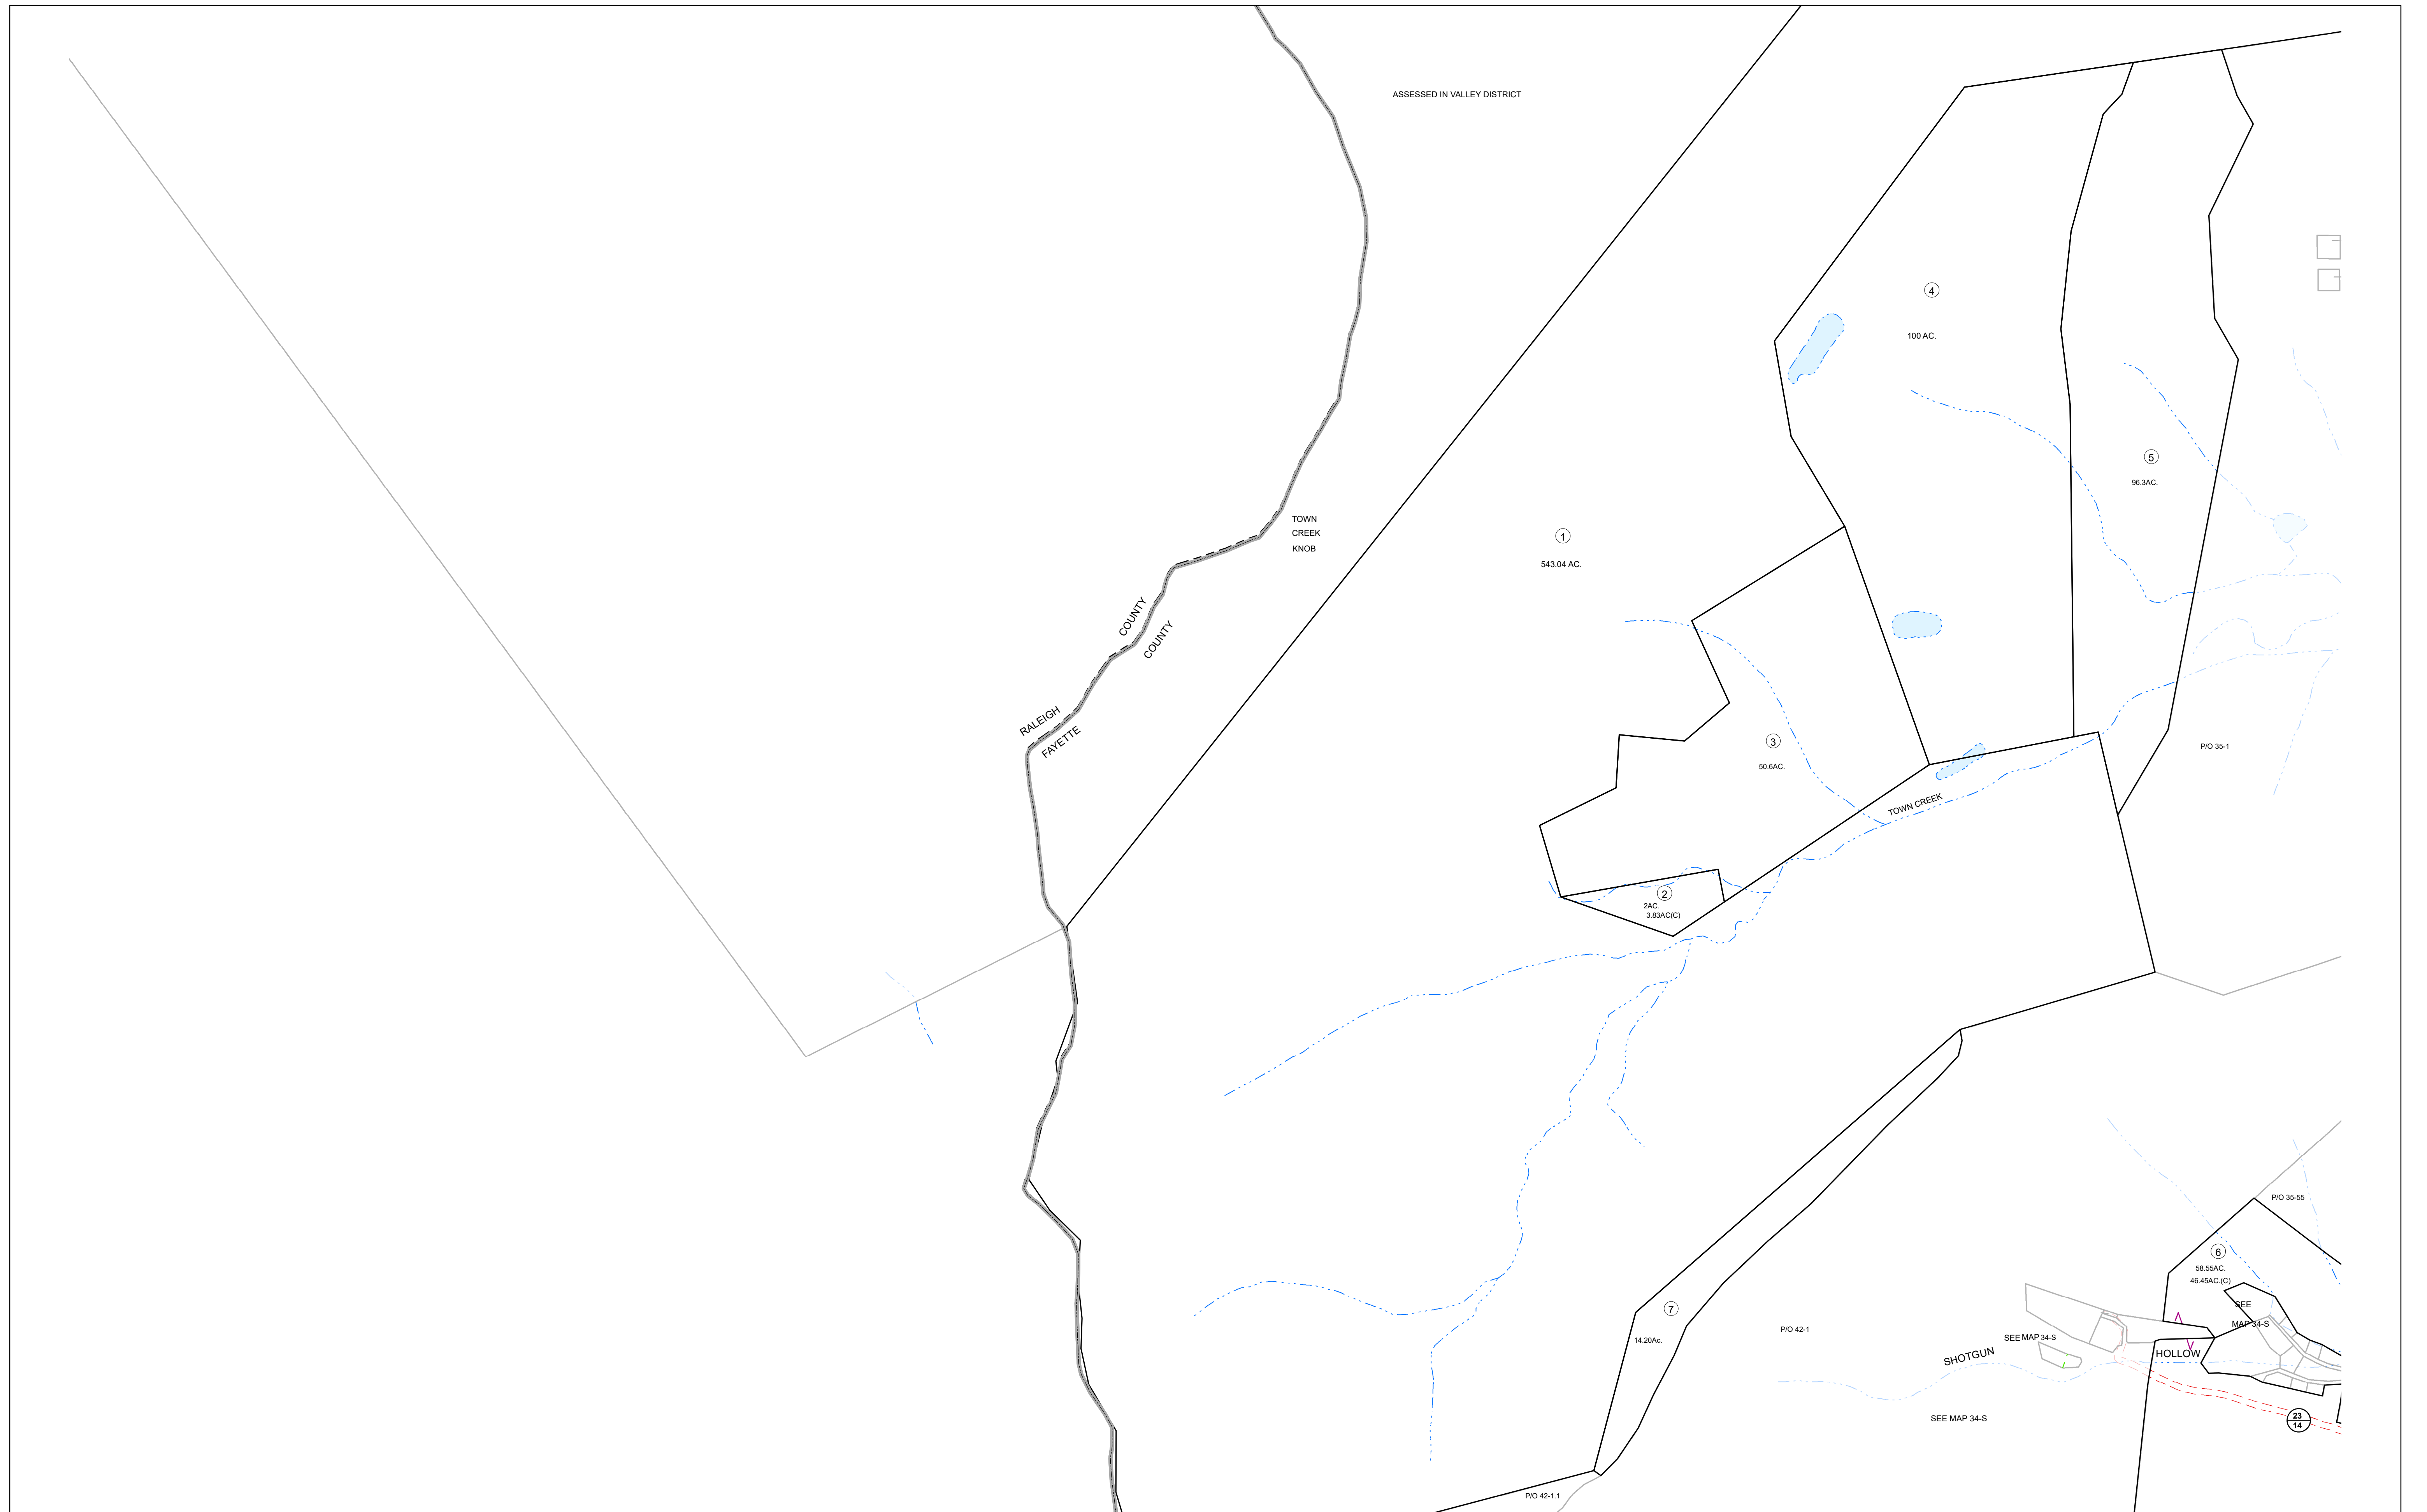 ASSESSED IN VALLEY DISTRICT
4
100 AC.
5
96.3AC.
TOWN
CREEK
KNOB
1
543.04 AC.
COUNTY
COUNTY
RALEIGH
FAYETTE
3
50.6AC.
P/O 35-1
TOWN CREEK
2
2AC.
3.83AC(C)
P/O 35-55
6
58.55AC.
46.45AC.(C)
SEE
MAP 34-S
7
14.20Ac.
P/O 42-1
SEE MAP 34-S
SHOTGUN
HOLLOW
SEE MAP 34-S
23
14
P/O 42-1.1